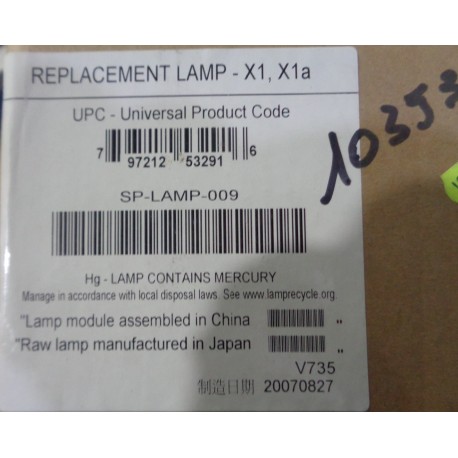 REPLACEMENT LAMP - X1, X1a
UPC - Universal Product Code
7 97212 53291 6
SP-LAMP-009
Hg - LAMP CONTAINS MERCURY
Manage in accordance with local disposal laws. See www.lamprecycle.org.
"Lamp module assembled in China "
"Raw lamp manufactured in Japan "
V735
制造日期 20070827